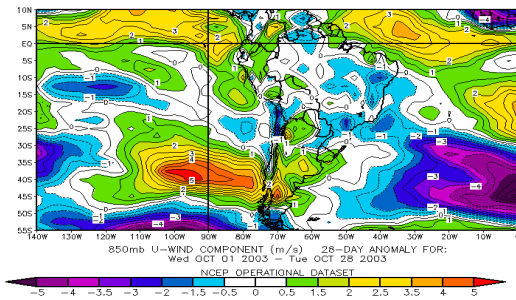 10N
5N
EQ
5S
10S
15S
20S
25S
30S
35S
40S
45S
50S
55S
140W 130W 120W 110W 100W 90W 80W 70W 60W 50W 40W 30W 20W 10W
850mb U-WIND COMPONENT (m/s) 28-DAY ANOMALY FOR:
Wed OCT 01 2003 - Tue OCT 28 2003
NCEP OPERATIONAL DATASET
-5 -4 -3.5 -3 -2 -1.5 -0.5 0 0.5 1.5 2 2.5 3.5 4 5